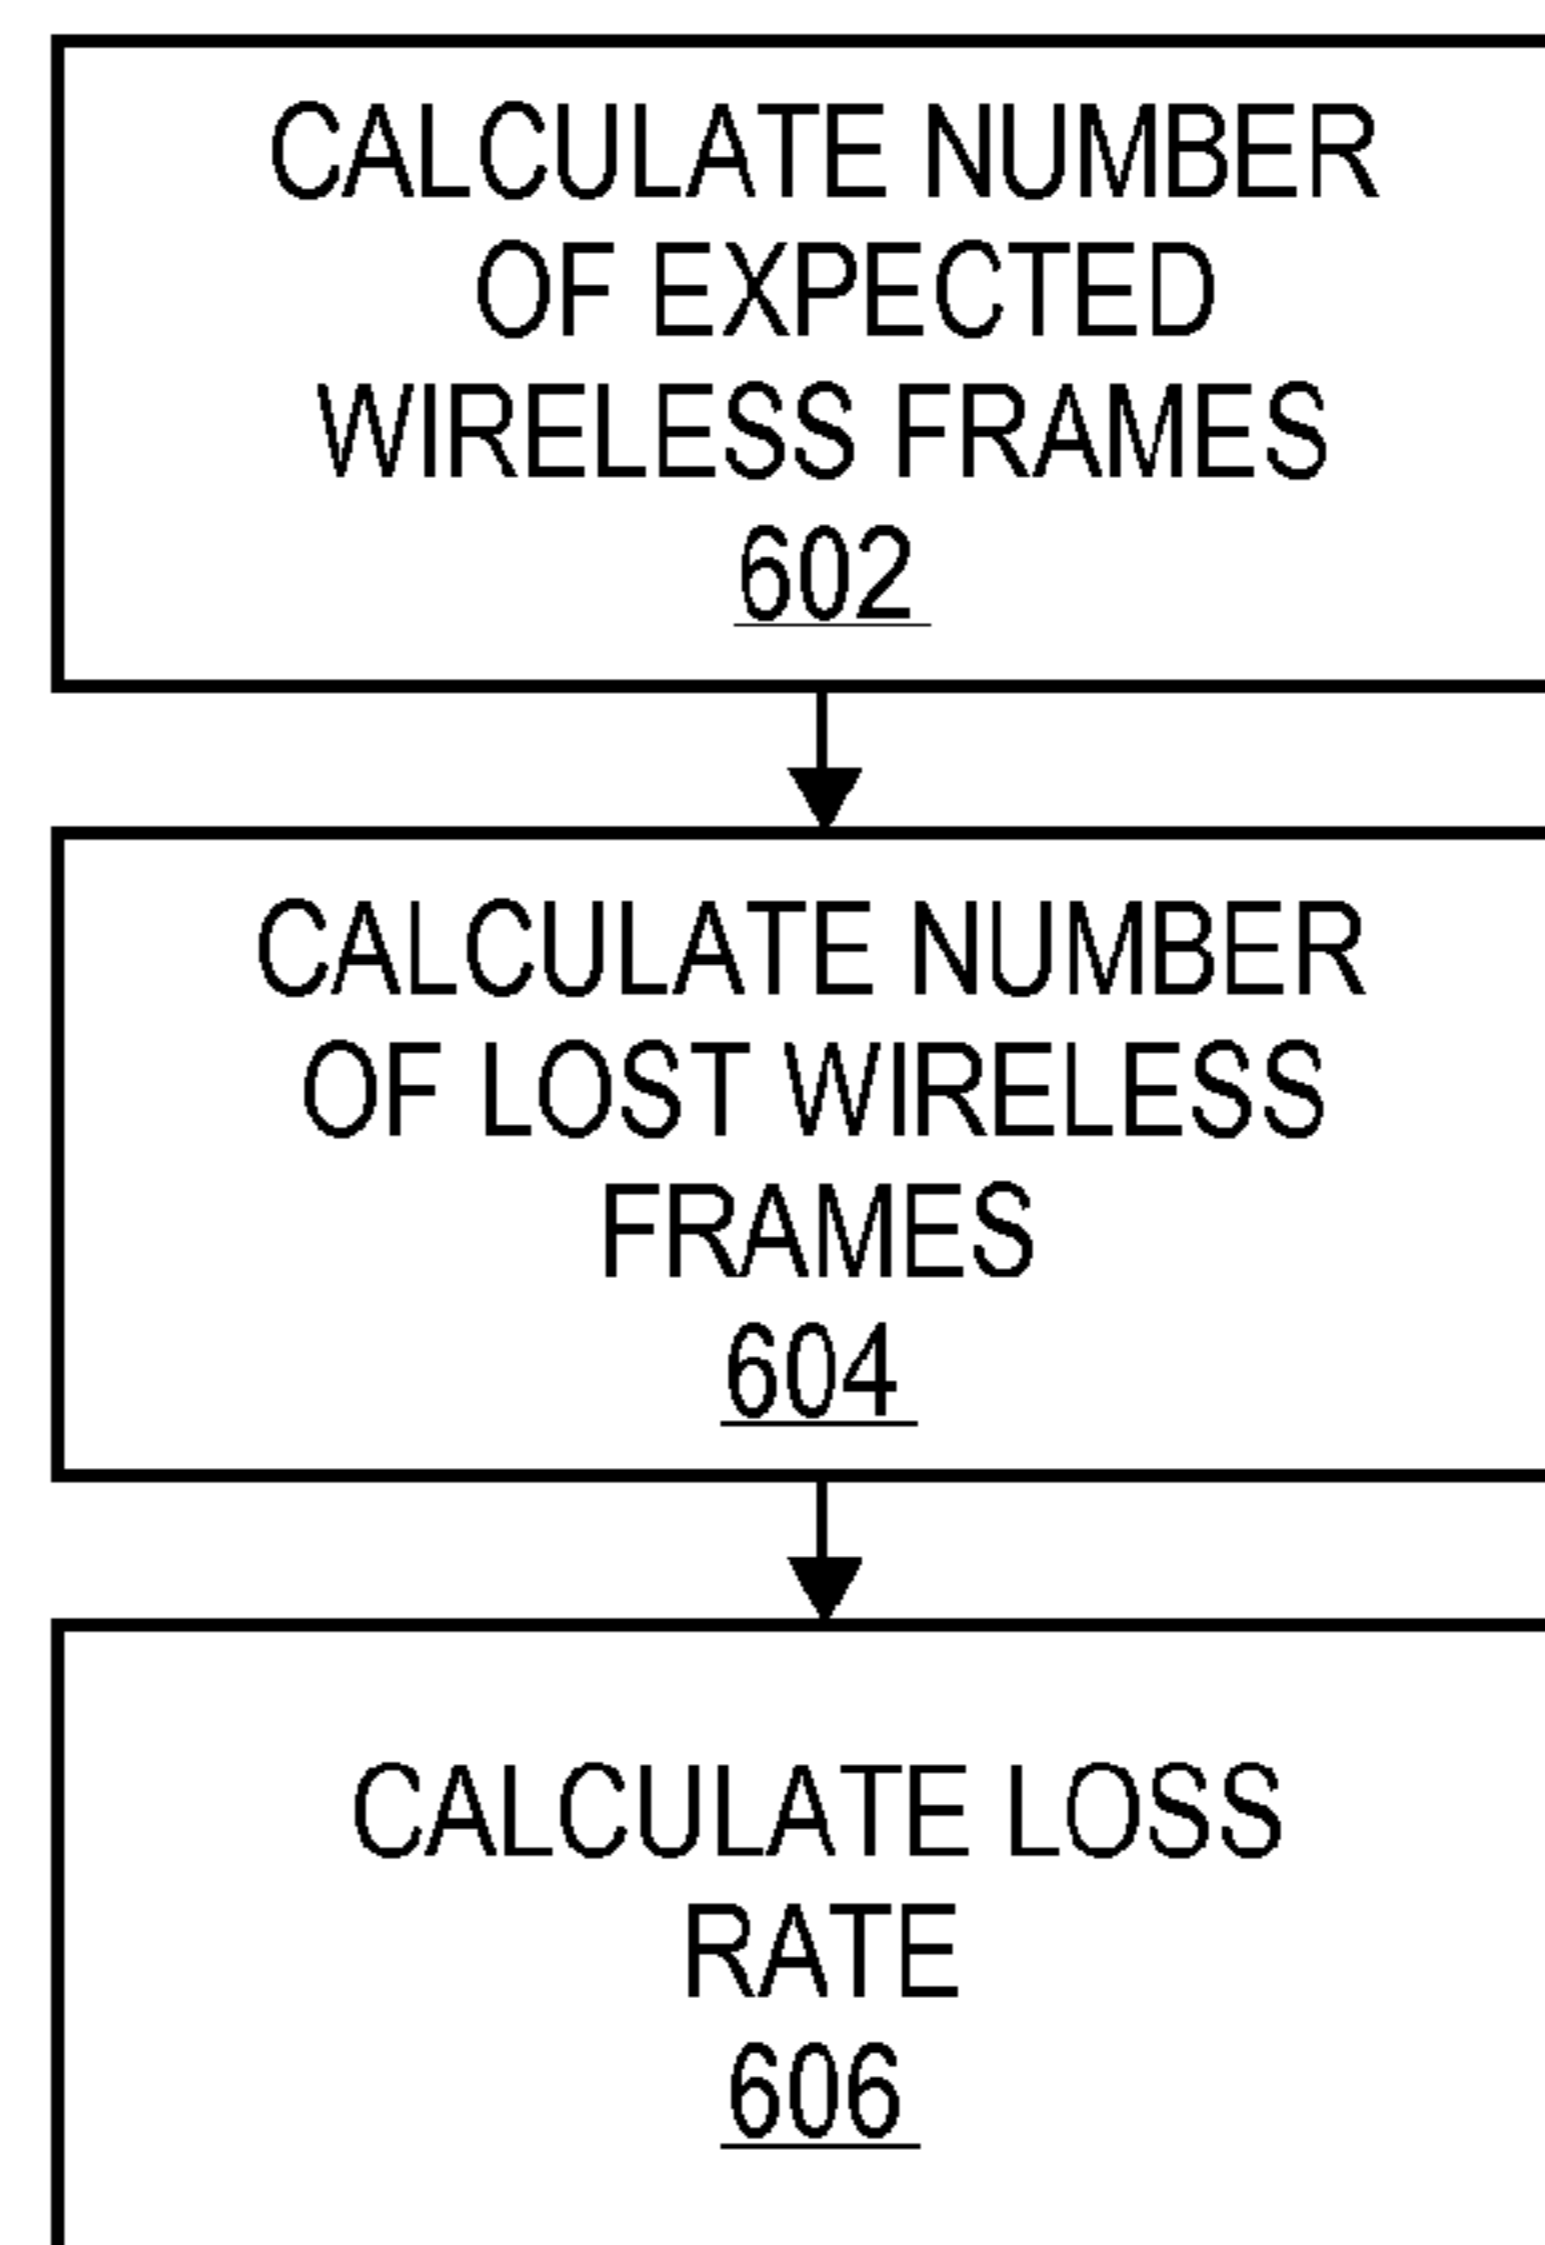 CALCULATE NUMBER
OF EXPECTED
WIRELESS FRAMES
602
CALCULATE NUMBER
OF LOST WIRELESS
FRAMES
604
CALCULATE LOSS
RATE
606